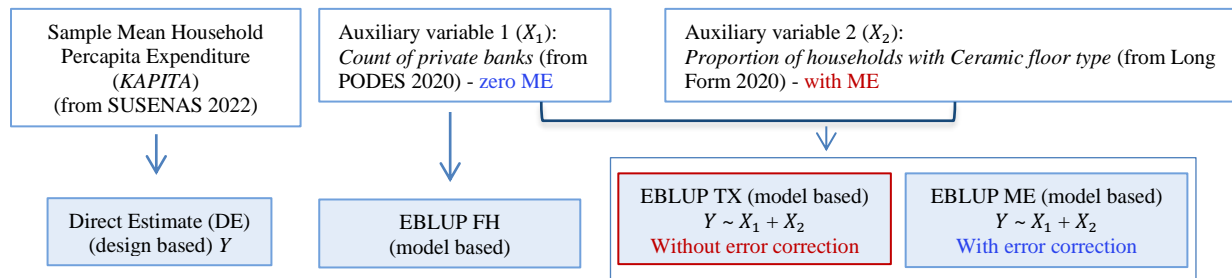 Sample Mean Household
Percapita Expenditure
(KAPITA)
(from SUSENAS 2022)
Auxiliary variable 1 (X₁):
Count of private banks (from
PODES 2020) - zero ME
Auxiliary variable 2 (X₂):
Proportion of households with Ceramic floor type (from Long
Form 2020) - with ME
Direct Estimate (DE)
(design based) Y
EBLUP FH
(model based)
EBLUP TX (model based)
Y ~ X₁ + X₂
Without error correction
EBLUP ME (model based)
Y ~ X₁ + X₂
With error correction